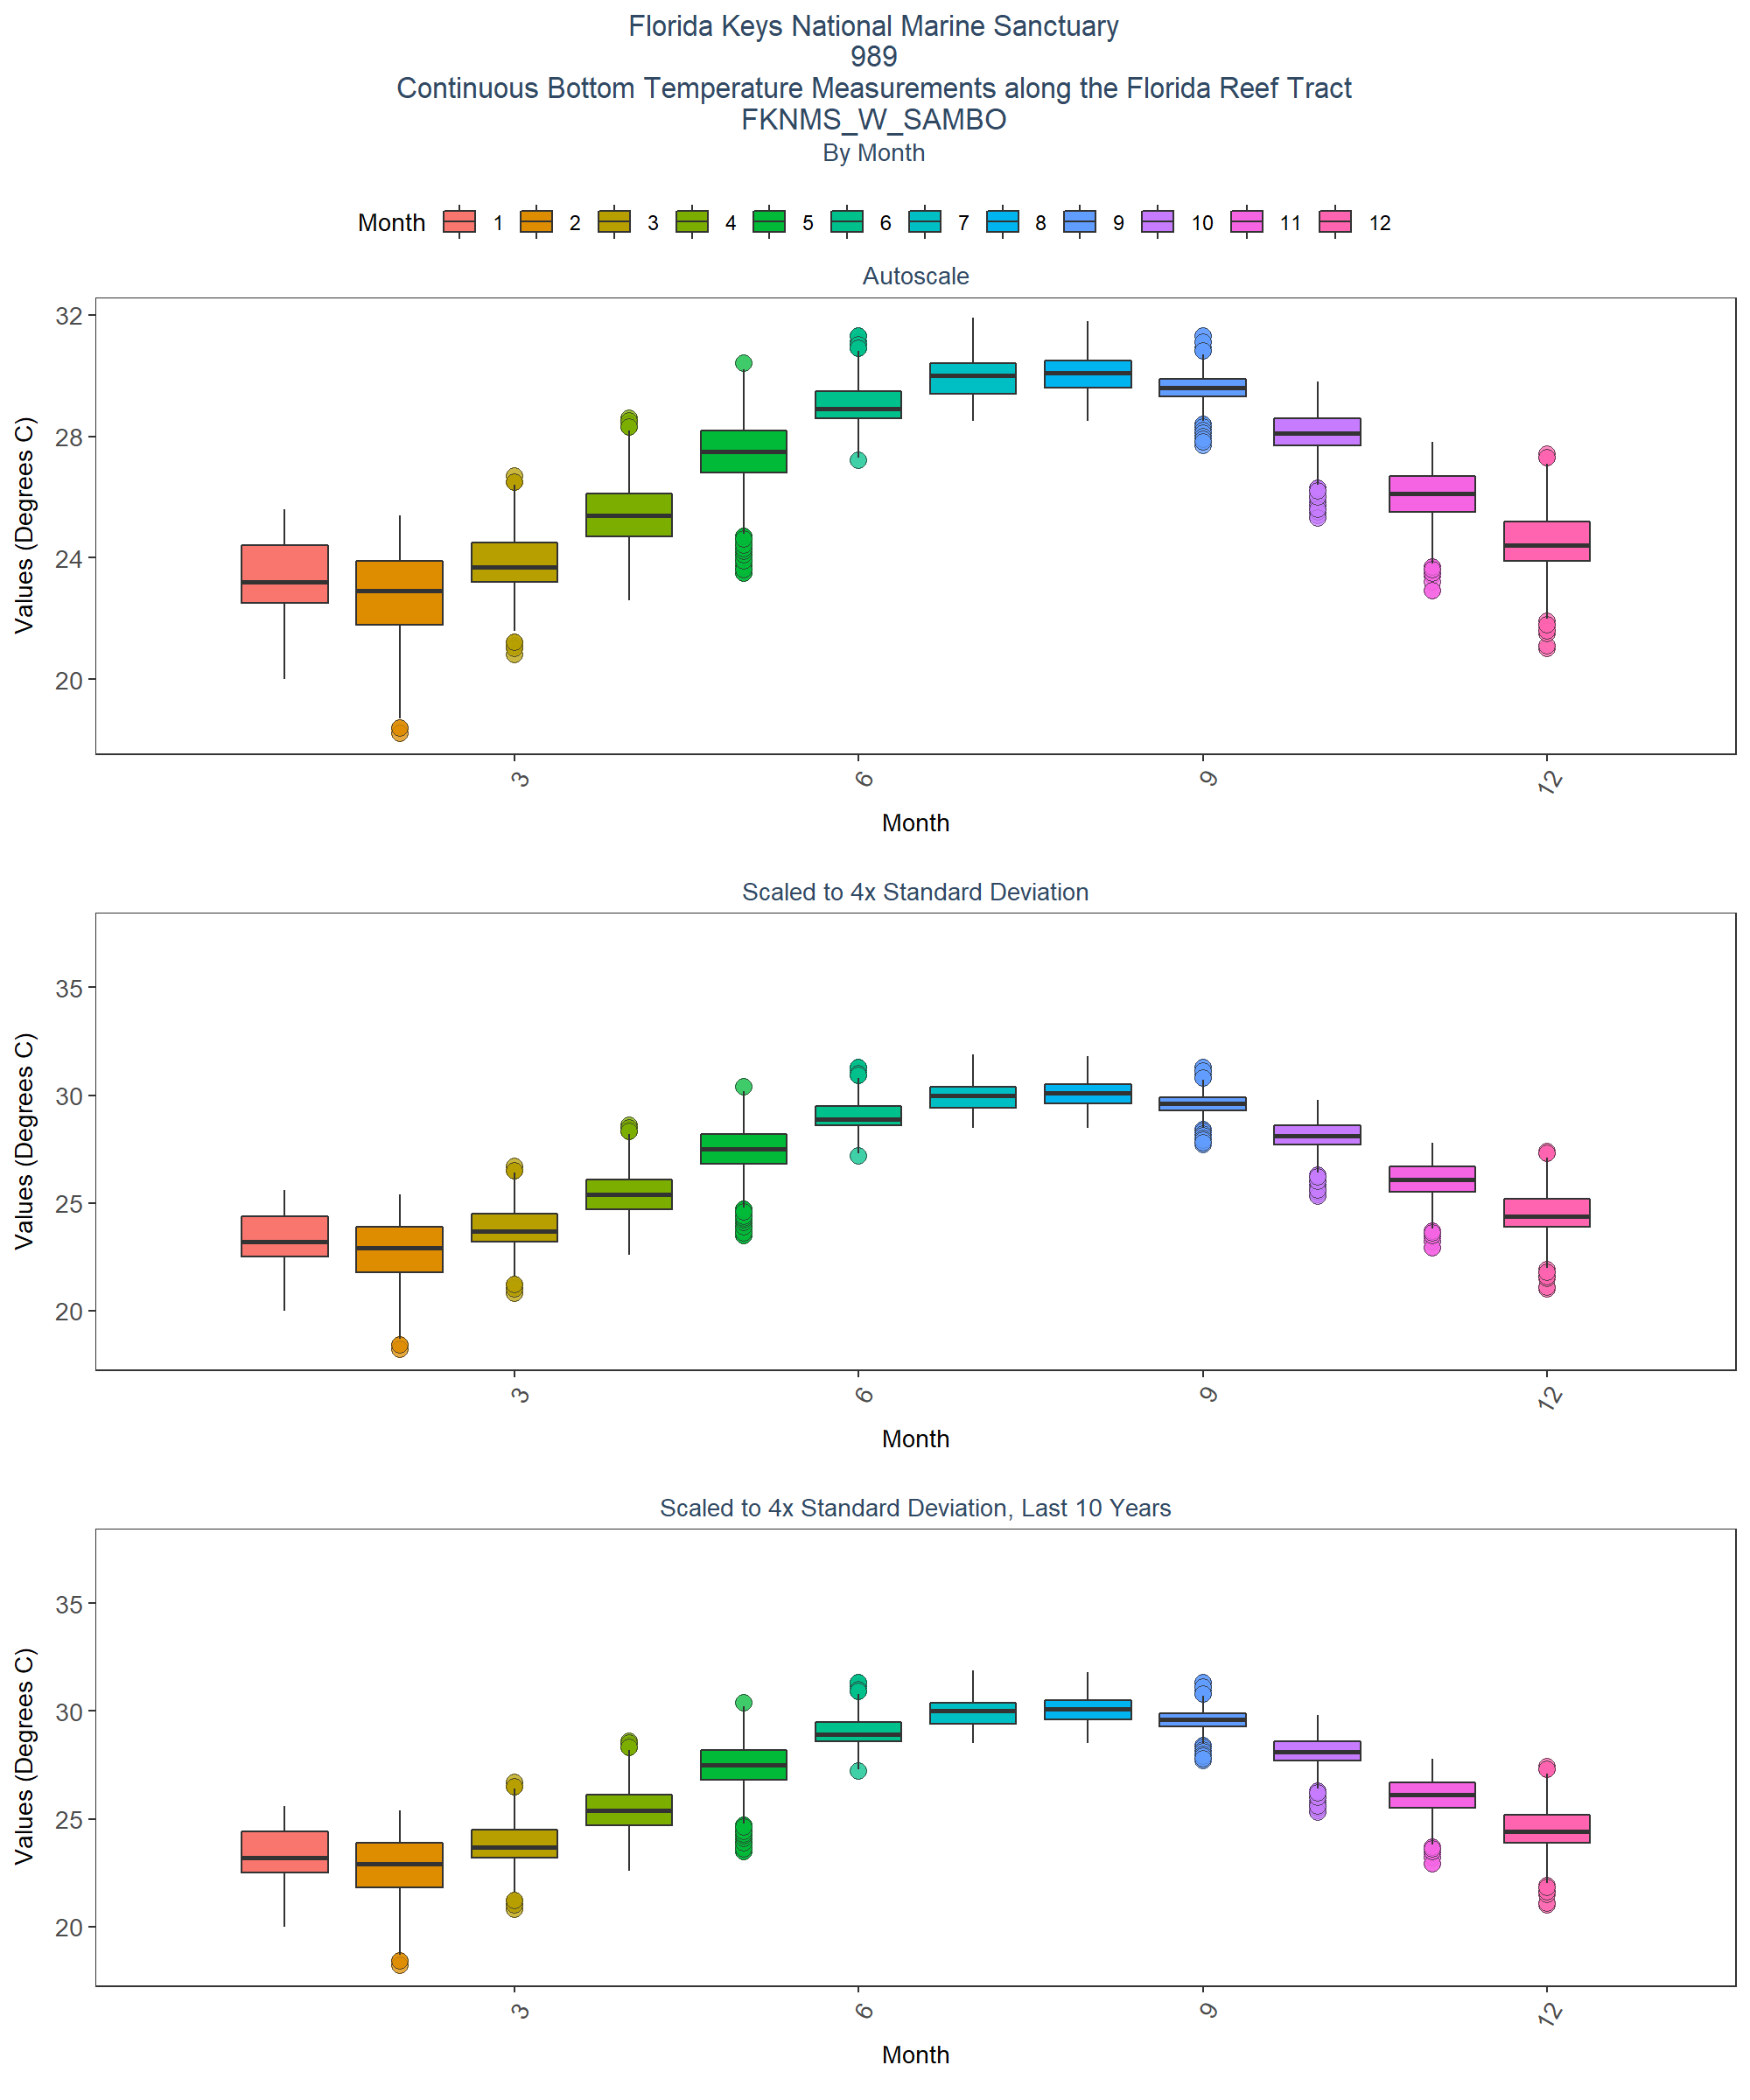 Florida Keys National Marine Sanctuary
989
Continuous Bottom Temperature Measurements along the Florida Reef Tract
FKNMS_W_SAMBO
By Month
Month 1 2 3 4 5 6 7 8 9 10 11 12
Autoscale
Values (Degrees C)
32
28
24
20
3 6 9 12
Month
Scaled to 4x Standard Deviation
Values (Degrees C)
35
30
25
20
3 6 9 12
Month
Scaled to 4x Standard Deviation, Last 10 Years
Values (Degrees C)
35
30
25
20
3 6 9 12
Month